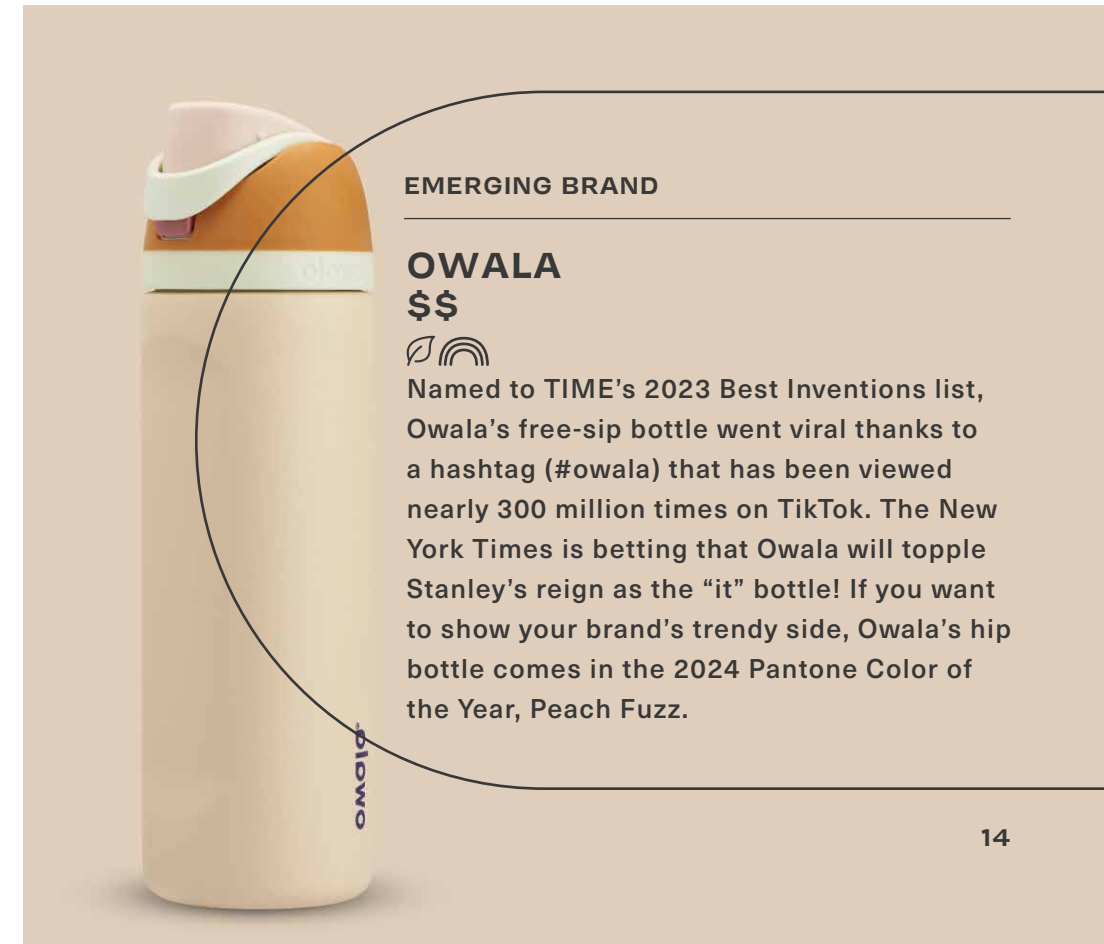 EMERGING BRAND
OWALA
$$
Named to TIME’s 2023 Best Inventions list,
Owala’s free-sip bottle went viral thanks to
a hashtag (#owala) that has been viewed
nearly 300 million times on TikTok. The New
York Times is betting that Owala will topple
Stanley’s reign as the “it” bottle! If you want
to show your brand’s trendy side, Owala’s hip
bottle comes in the 2024 Pantone Color of
the Year, Peach Fuzz.
owala
14